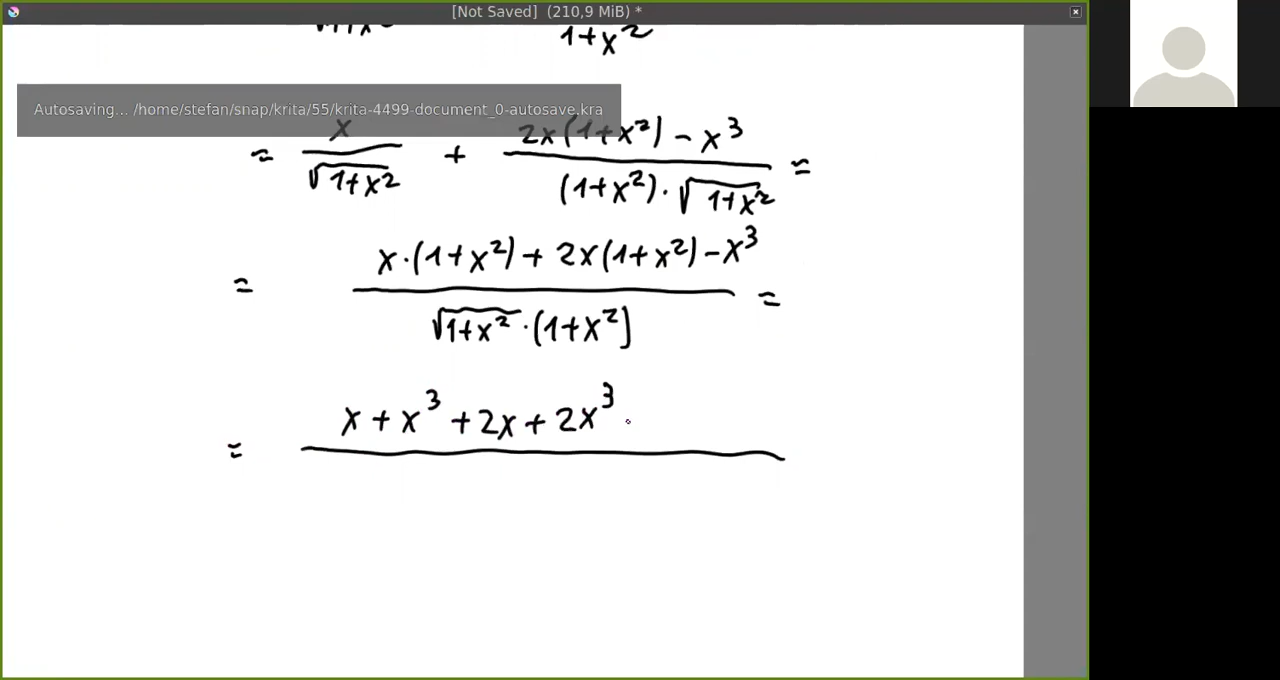 [Not Saved] (210,9 MiB) *
√1+x² 1+x²
Autosaving... /home/stefan/snap/krita/55/krita-4499-document_0-autosave.kra
= x/√(1+x²) + (2x(1+x²) − x³)/((1+x²)·√(1+x²)) =
= (x·(1+x²) + 2x(1+x²) − x³)/(√(1+x²)·(1+x²)) =
= x + x³ + 2x + 2x³